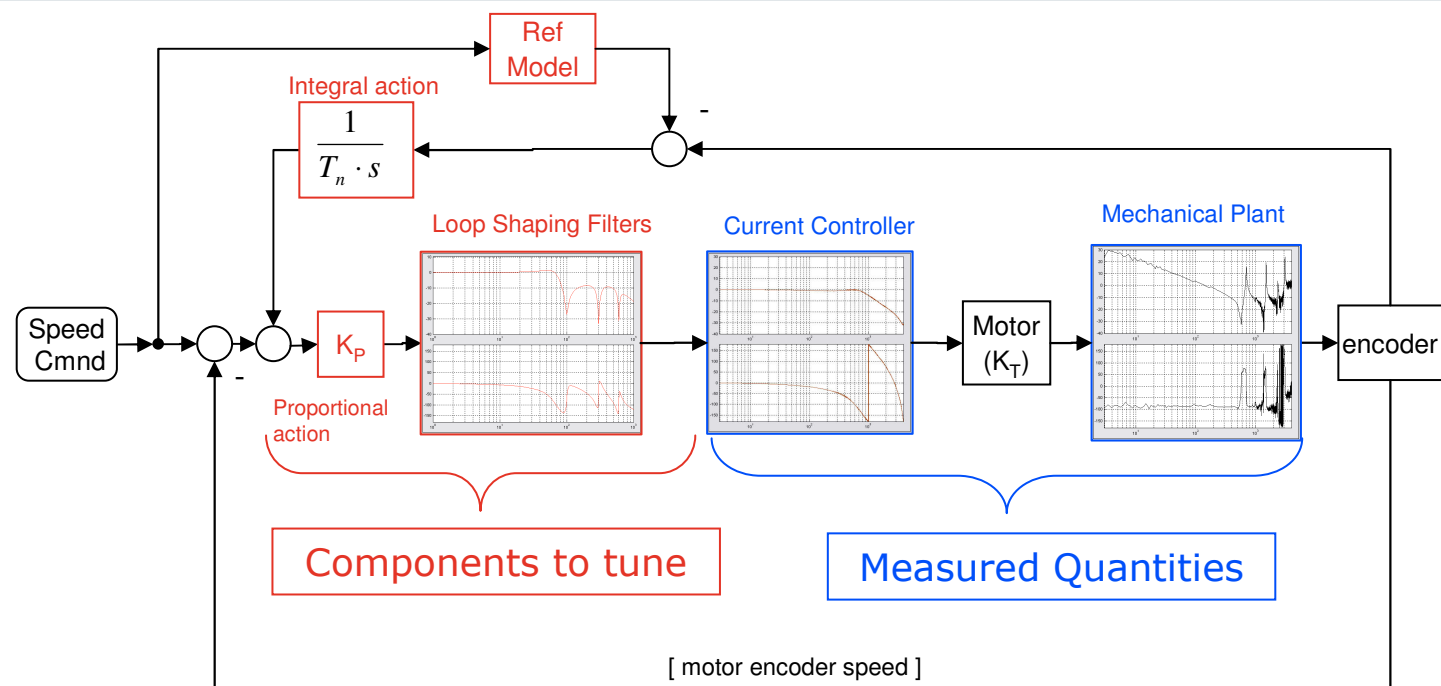 Ref
Model
Integral action
1
T_n · s
-
Loop Shaping Filters
Current Controller
Mechanical Plant
Speed
Cmnd
-
K_P
Motor
(K_T)
encoder
Proportional
action
Components to tune
Measured Quantities
[ motor encoder speed ]